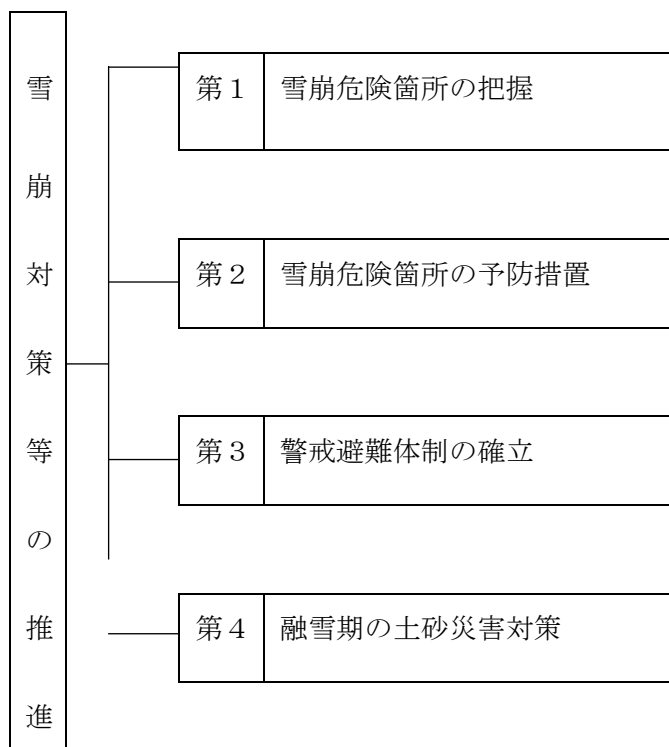 雪崩対策等の推進
第１ 雪崩危険箇所の把握
第２ 雪崩危険箇所の予防措置
第３ 警戒避難体制の確立
第４ 融雪期の土砂災害対策